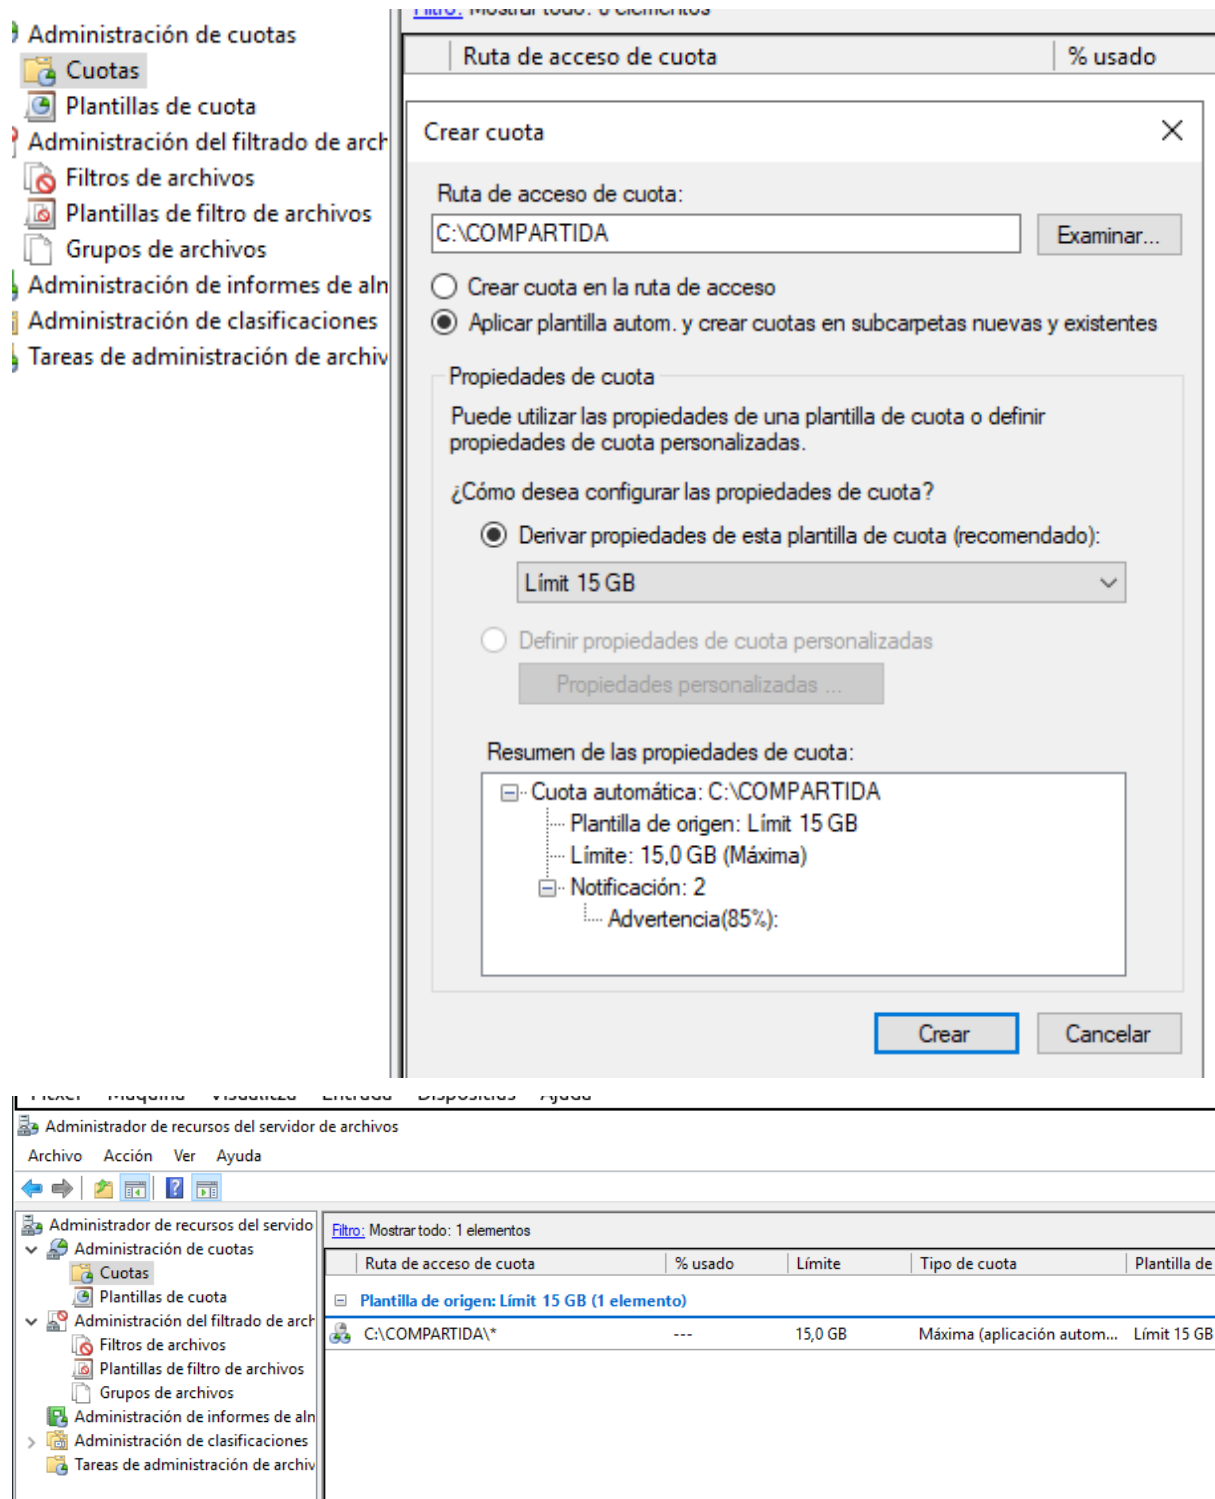 Administración de cuotas
Cuotas
Plantillas de cuota
Administración del filtrado de arch
Filtros de archivos
Plantillas de filtro de archivos
Grupos de archivos
Administración de informes de aln
Administración de clasificaciones
Tareas de administración de archiv
Filtro: Mostrar todo: 0 elementos
Ruta de acceso de cuota % usado
Crear cuota
Ruta de acceso de cuota:
C:\COMPARTIDA Examinar...
Crear cuota en la ruta de acceso
Aplicar plantilla autom. y crear cuotas en subcarpetas nuevas y existentes
Propiedades de cuota
Puede utilizar las propiedades de una plantilla de cuota o definir
propiedades de cuota personalizadas.
¿Cómo desea configurar las propiedades de cuota?
Derivar propiedades de esta plantilla de cuota (recomendado):
Límit 15 GB
Definir propiedades de cuota personalizadas
Propiedades personalizadas ...
Resumen de las propiedades de cuota:
Cuota automática: C:\COMPARTIDA
Plantilla de origen: Límit 15 GB
Límite: 15,0 GB (Máxima)
Notificación: 2
Advertencia(85%):
Crear Cancelar
Fitxer Màquina Visualitza Entrada Dispositius Ajuda
Administrador de recursos del servidor de archivos
Archivo Acción Ver Ayuda
Administrador de recursos del servido
Administración de cuotas
Cuotas
Plantillas de cuota
Administración del filtrado de arch
Filtros de archivos
Plantillas de filtro de archivos
Grupos de archivos
Administración de informes de aln
Administración de clasificaciones
Tareas de administración de archiv
Filtro: Mostrar todo: 1 elementos
Ruta de acceso de cuota % usado Límite Tipo de cuota Plantilla de
Plantilla de origen: Límit 15 GB (1 elemento)
C:\COMPARTIDA\* --- 15,0 GB Máxima (aplicación autom... Límit 15 GB